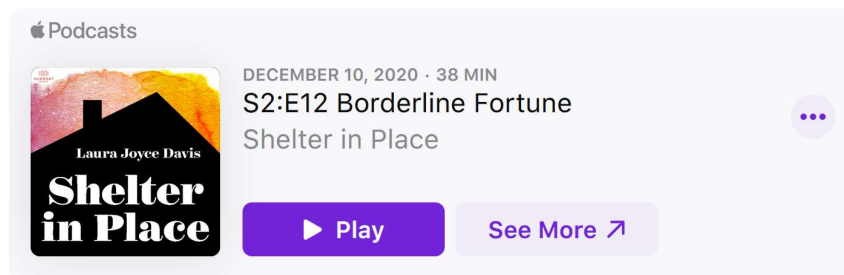 Podcasts
DECEMBER 10, 2020 · 38 MIN
S2:E12 Borderline Fortune
Shelter in Place
Laura Joyce Davis
Shelter
in Place
Play
See More